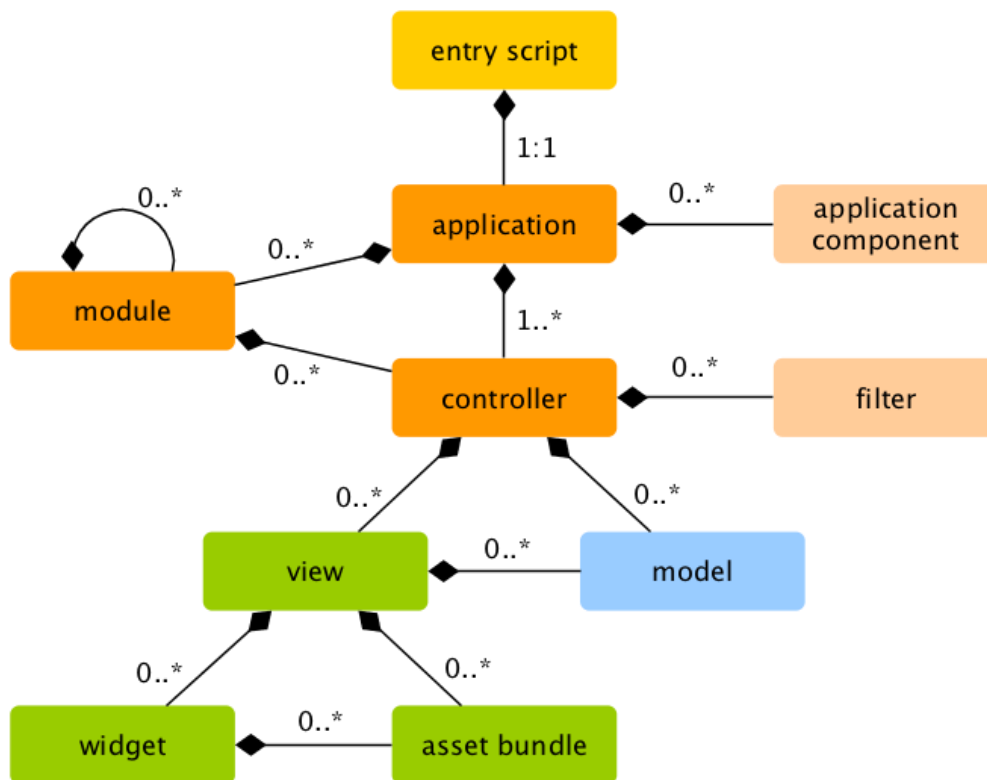 entry script
1:1
0..*
application
0..*
application
component
0..*
module
1..*
0..*
controller
0..*
filter
0..*
0..*
view
0..*
model
0..*
0..*
widget
0..*
asset bundle